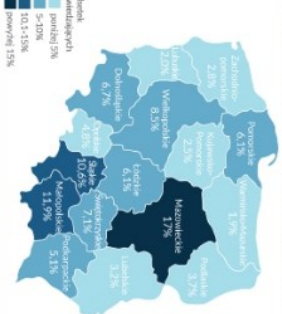 setek
wiedzających
poniżej 5%
5-10%
10,1-15%
powyżej 15%
Zachodnio-
pomorskie
2,8%
Pomorskie
6,1%
Warmińsko-Mazurskie
1,9%
Lubuskie
2,0%
Wielkopolskie
8,5%
Kujawsko-
Pomorskie
2,5%
Mazowieckie
17%
Podlaskie
3,7%
Dolnośląskie
6,7%
Opolskie
4,8%
Łódzkie
6,1%
Śląskie
10,6%
Świętokrzyskie
7,1%
Lubelskie
3,2%
Małopolskie
11,9%
Podkarpackie
5,1%